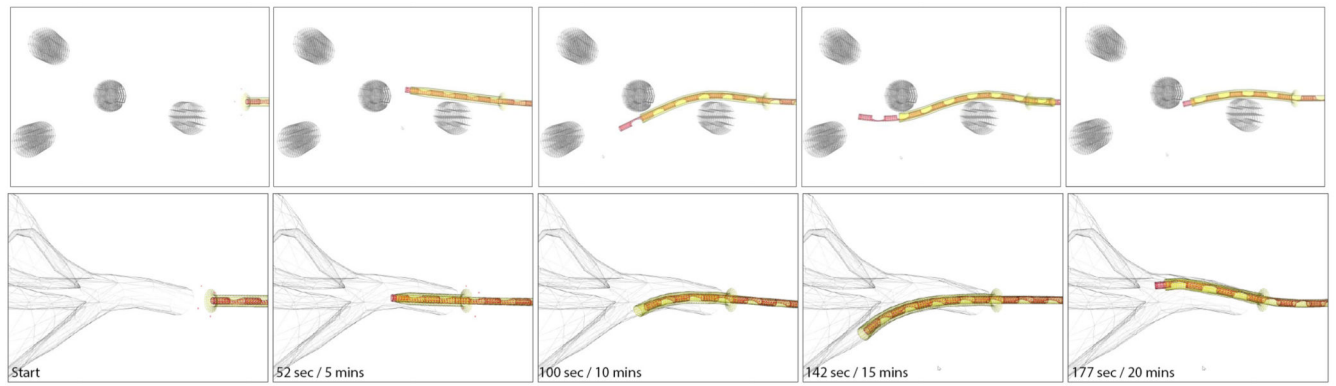 Start
52 sec / 5 mins
100 sec / 10 mins
142 sec / 15 mins
177 sec / 20 mins